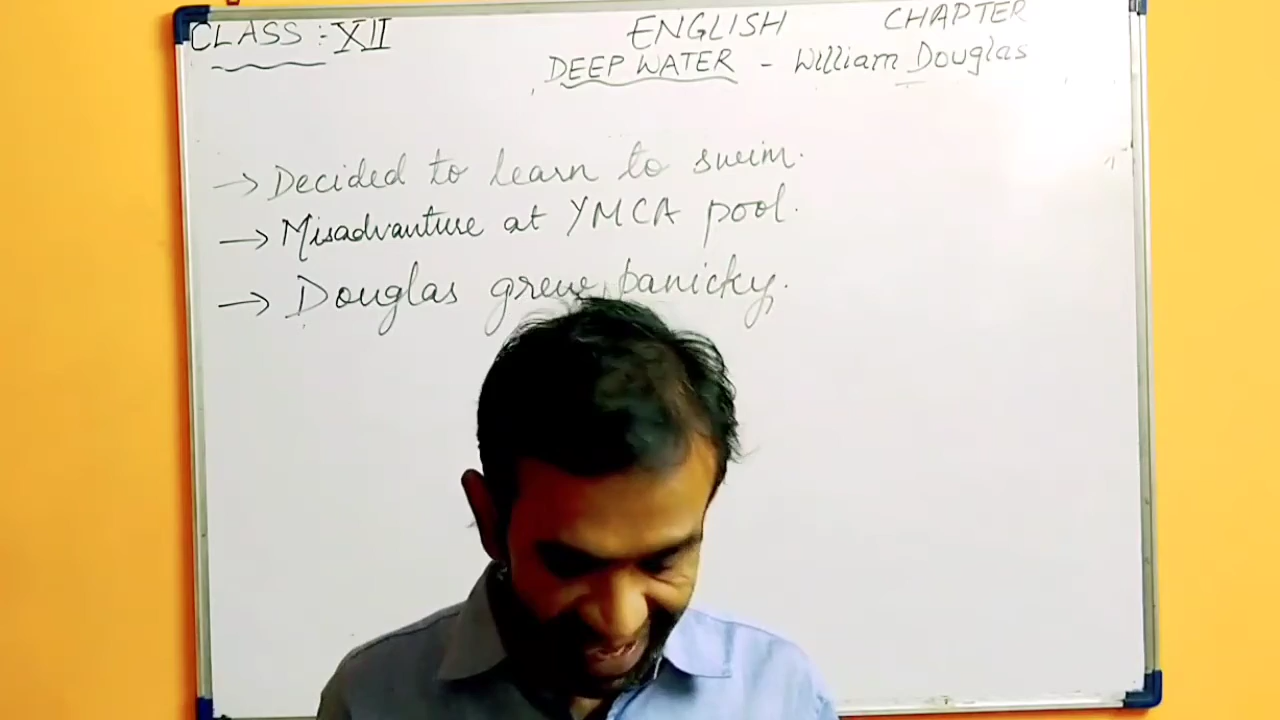 CLASS :- XII
ENGLISH CHAPTER
DEEP WATER - William Douglas
→ Decided to learn to swim.
→ Misadvanture at YMCA pool.
→ Douglas grew panicky.